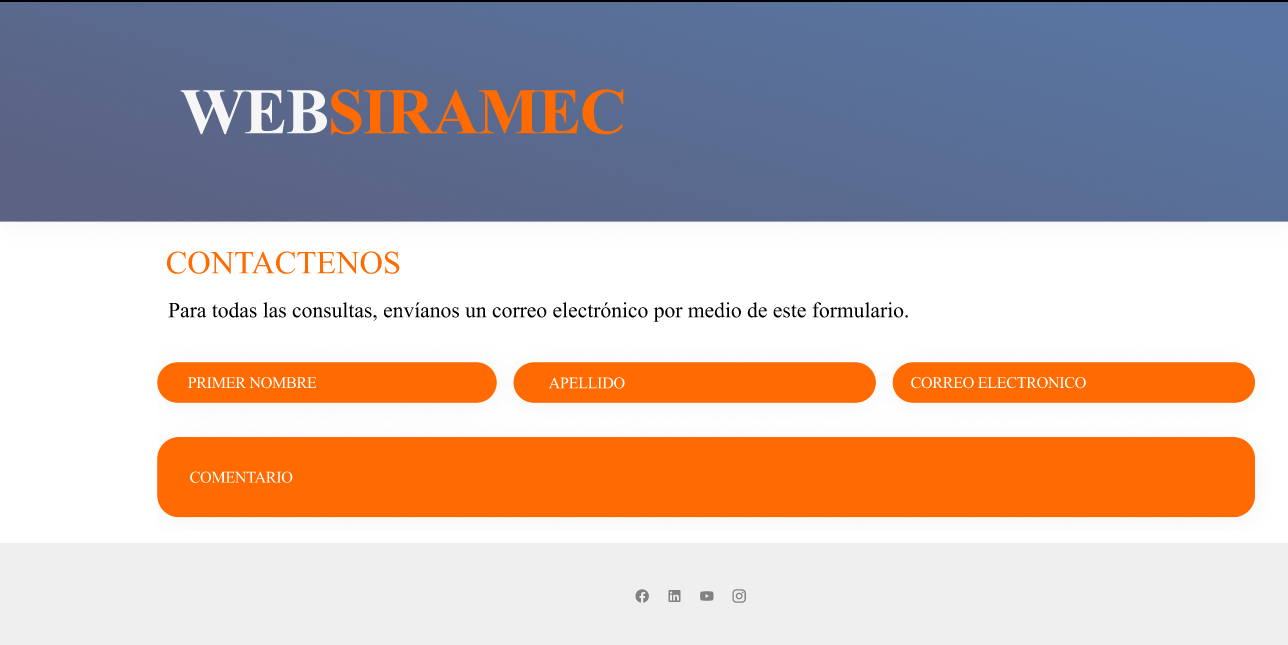 WEBSIRAMEC
CONTACTENOS
Para todas las consultas, envíanos un correo electrónico por medio de este formulario.
PRIMER NOMBRE
APELLIDO
CORREO ELECTRONICO
COMENTARIO